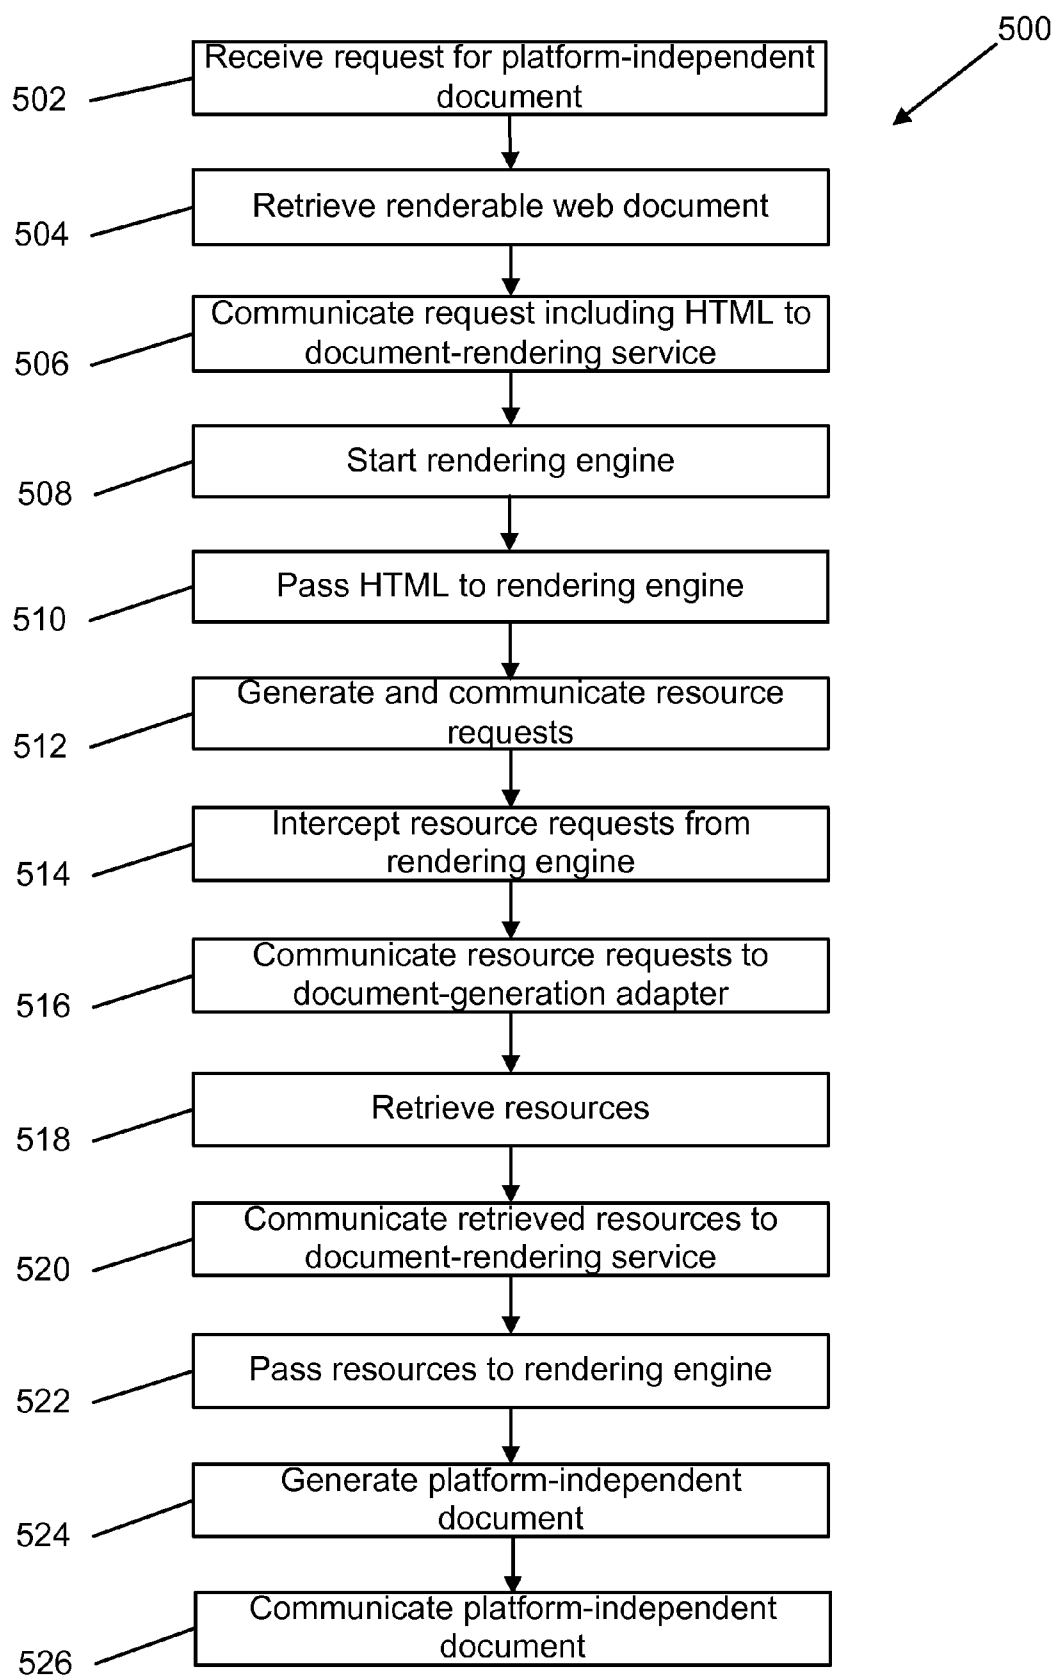 500
Receive request for platform-independent
document
502
Retrieve renderable web document
504
Communicate request including HTML to
document-rendering service
506
Start rendering engine
508
Pass HTML to rendering engine
510
Generate and communicate resource
requests
512
Intercept resource requests from
rendering engine
514
Communicate resource requests to
document-generation adapter
516
Retrieve resources
518
Communicate retrieved resources to
document-rendering service
520
Pass resources to rendering engine
522
Generate platform-independent
document
524
Communicate platform-independent
document
526